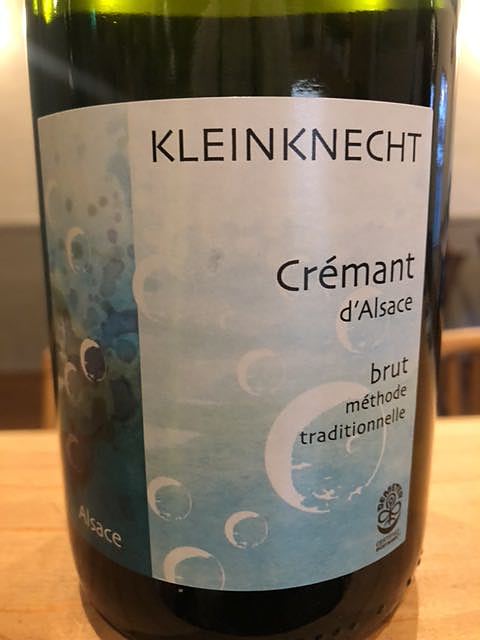 KLEINKNECHT
Crémant
d'Alsace
brut
méthode
traditionnelle
Alsace